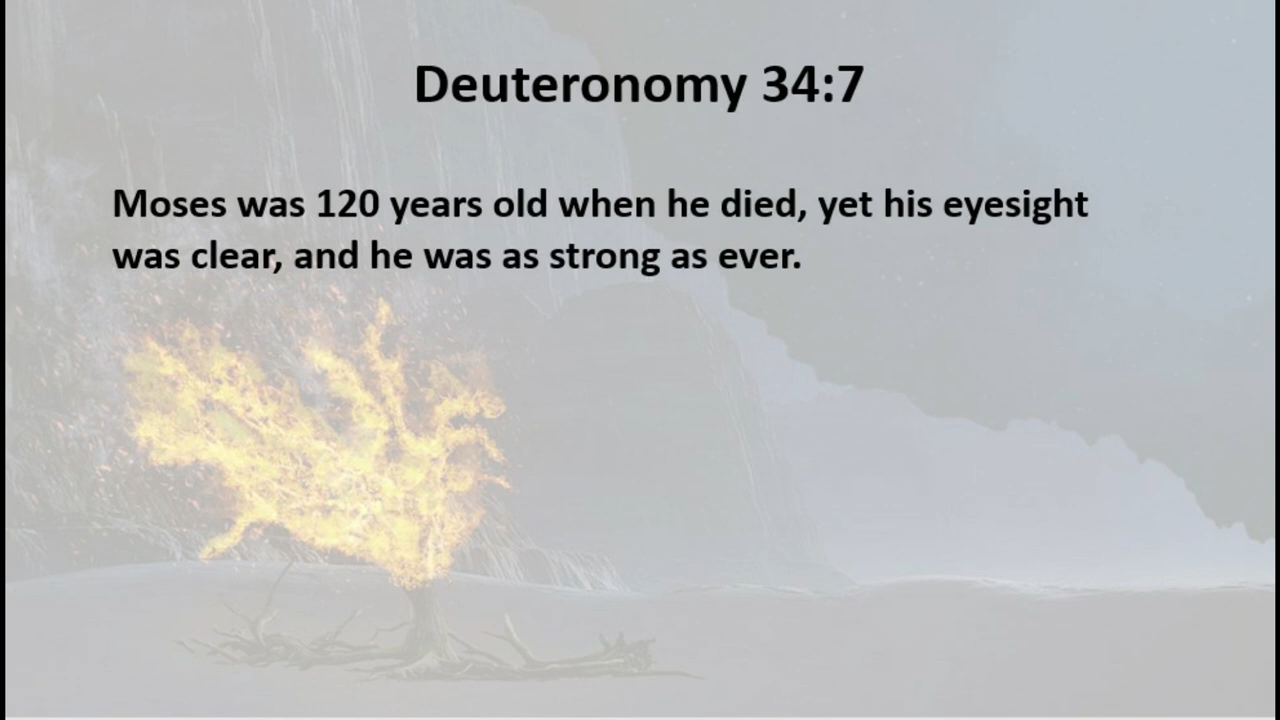 Deuteronomy 34:7
Moses was 120 years old when he died, yet his eyesight
was clear, and he was as strong as ever.